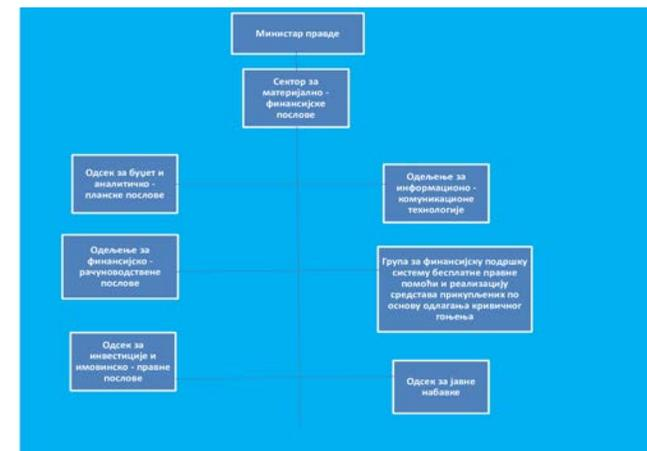 Министар правде
Сектор за
материјално -
финансијске
послове
Одсек за буџет и
аналитичко -
планске послове
Одељење за
информационо -
комуникационе
технологије
Одељење за
финансијско -
рачуноводствене
послове
Група за финансијску подршку
систему бесплатне правне
помоћи и реализацију
средстава прикупљених по
основу одлагања кривичног
гоњења
Одсек за
инвестиције и
имовинско - правне
послове
Одсек за јавне
набавке